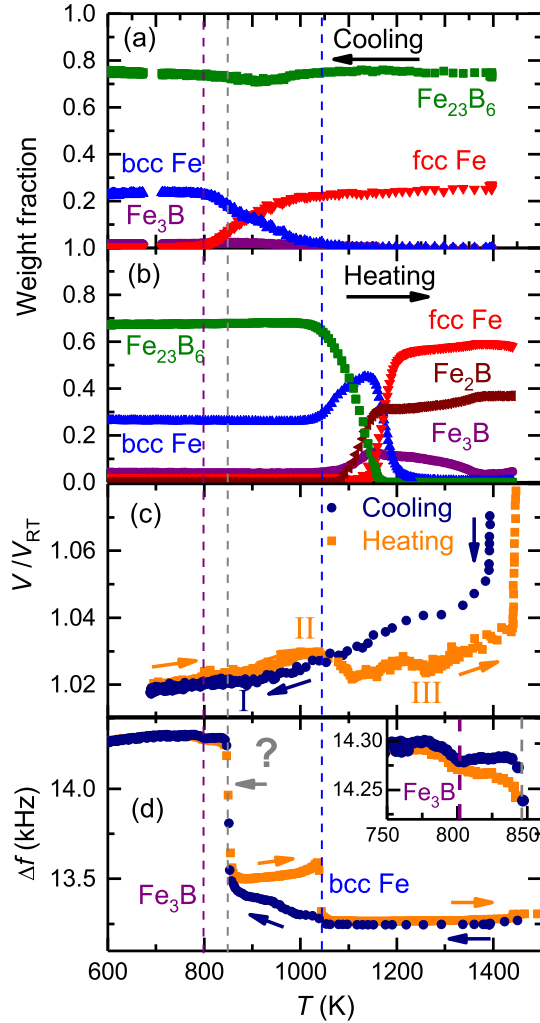 (a)
Cooling
Fe23B6
bcc Fe
fcc Fe
Fe3B
1.0
0.8
0.6
0.4
0.2
1.0
Weight fraction
(b)
Heating
fcc Fe
Fe23B6
Fe2B
bcc Fe
Fe3B
0.8
0.6
0.4
0.2
0.0
(c)
Cooling
Heating
II
I
III
V/VRT
1.06
1.04
1.02
(d)
?
Fe3B
bcc Fe
Δf (kHz)
14.0
13.5
14.30
14.25
Fe3B
750 800 850
600 800 1000 1200 1400
T (K)